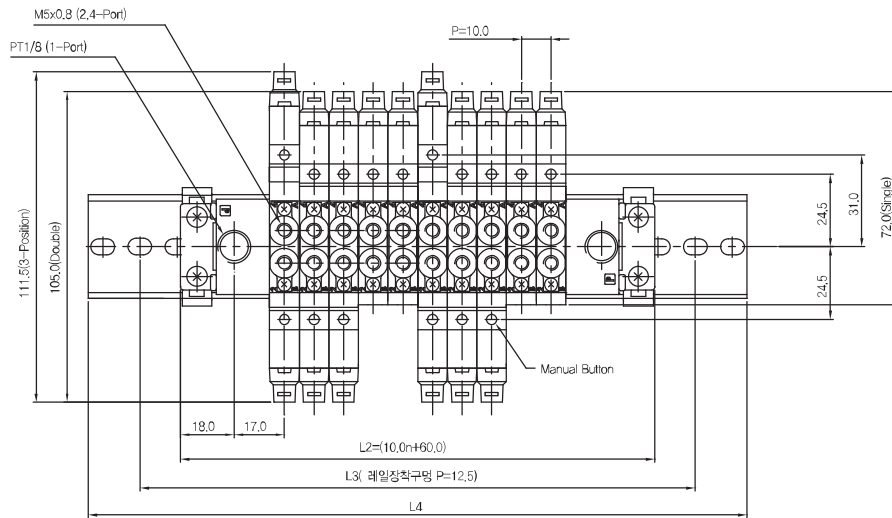 M5x0.8 (2,4-Port)
PT1/8 (1-Port)
P=10.0
111.5(3-Position)
105.0(Double)
31.0
24.5
72.0(Single)
24.5
Manual Button
18.0
17.0
L2=(10.0n+60.0)
L3( 레일장착구멍 P=12.5)
L4